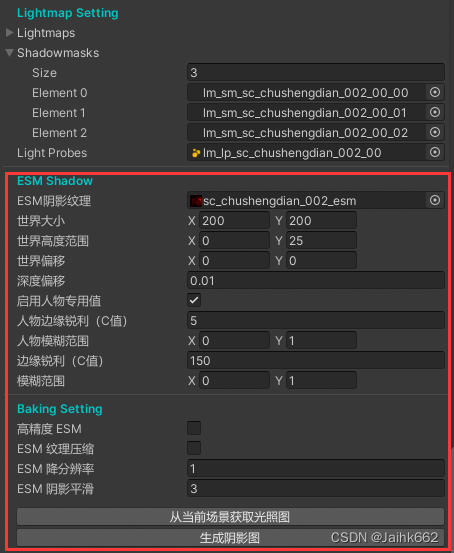 Lightmap Setting
Lightmaps
Shadowmasks
Size 3
Element 0 lm_sm_sc_chushengdian_002_00_00
Element 1 lm_sm_sc_chushengdian_002_00_01
Element 2 lm_sm_sc_chushengdian_002_00_02
Light Probes lm_lp_sc_chushengdian_002_00
ESM Shadow
ESM阴影纹理 sc_chushengdian_002_esm
世界大小 X 200 Y 200
世界高度范围 X 0 Y 25
世界偏移 X 0 Y 0
深度偏移 0.01
启用人物专用值
人物边缘锐利（C值） 5
人物模糊范围 X 0 Y 1
边缘锐利（C值） 150
模糊范围 X 0 Y 1
Baking Setting
高精度 ESM
ESM 纹理压缩
ESM 降分辨率 1
ESM 阴影平滑 3
从当前场景获取光照图
生成阴影图
CSDN @Jaihk662